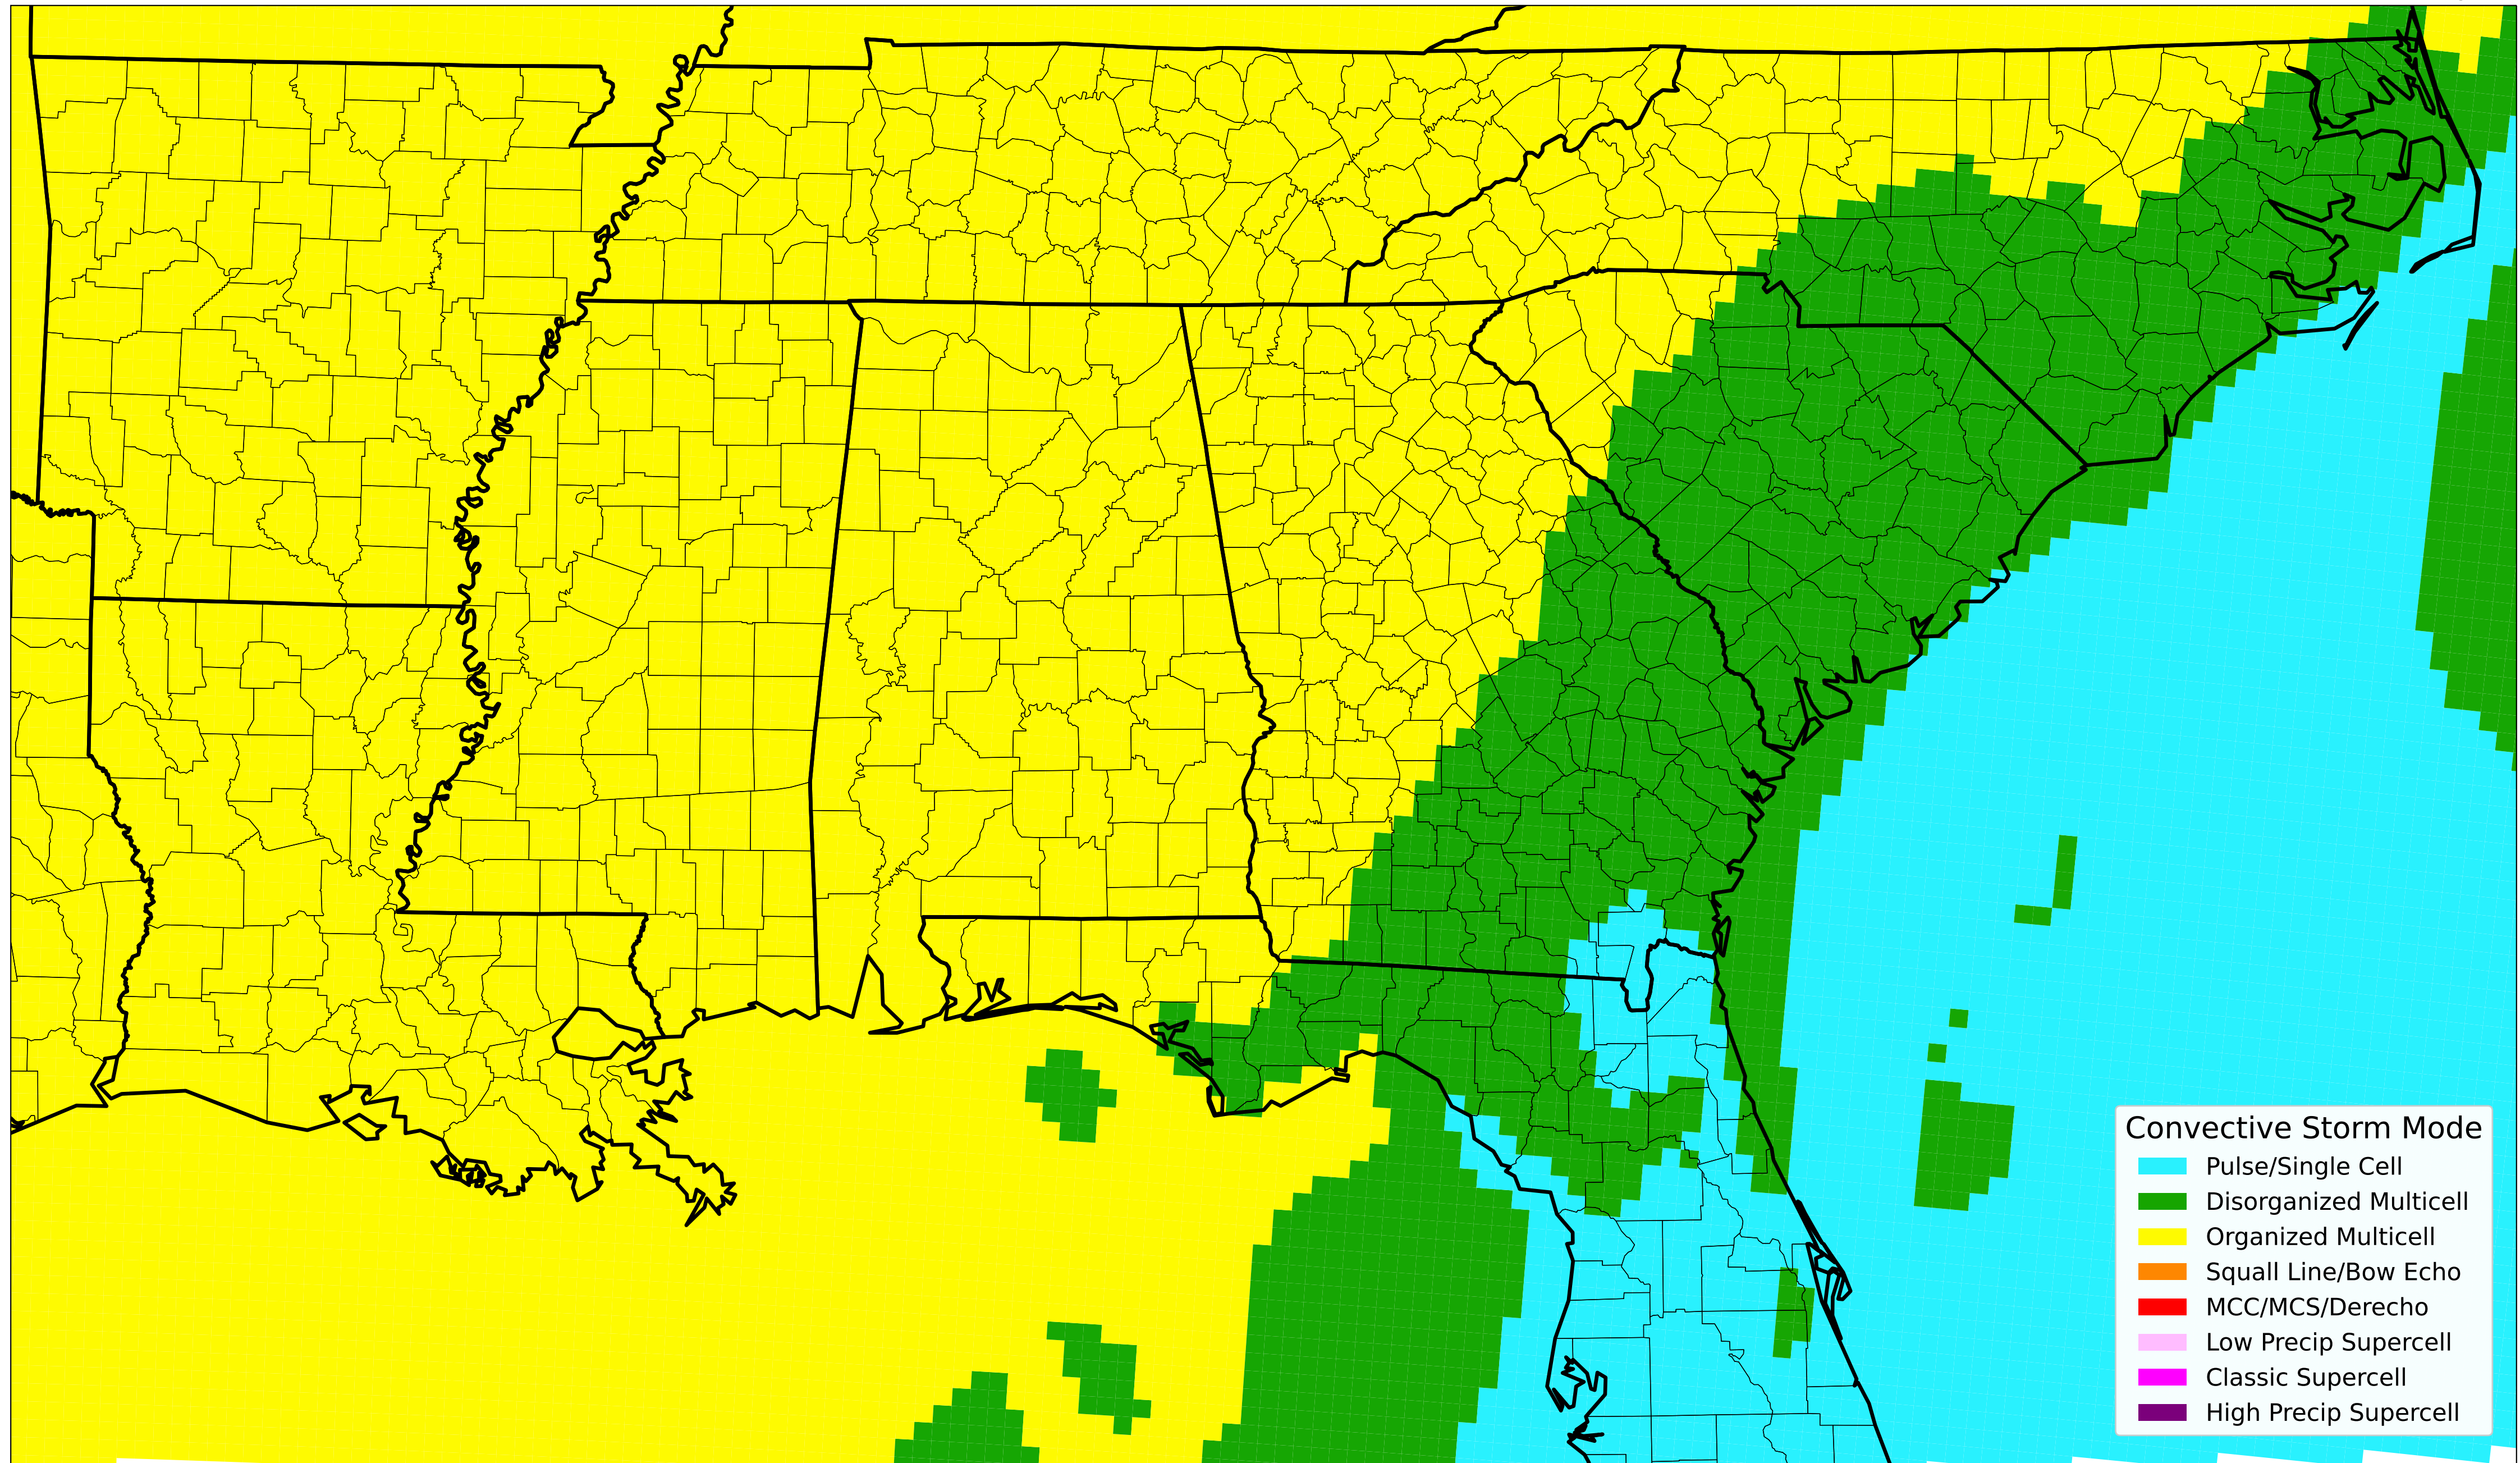 Convective Storm Mode
Pulse/Single Cell
Disorganized Multicell
Organized Multicell
Squall Line/Bow Echo
MCC/MCS/Derecho
Low Precip Supercell
Classic Supercell
High Precip Supercell